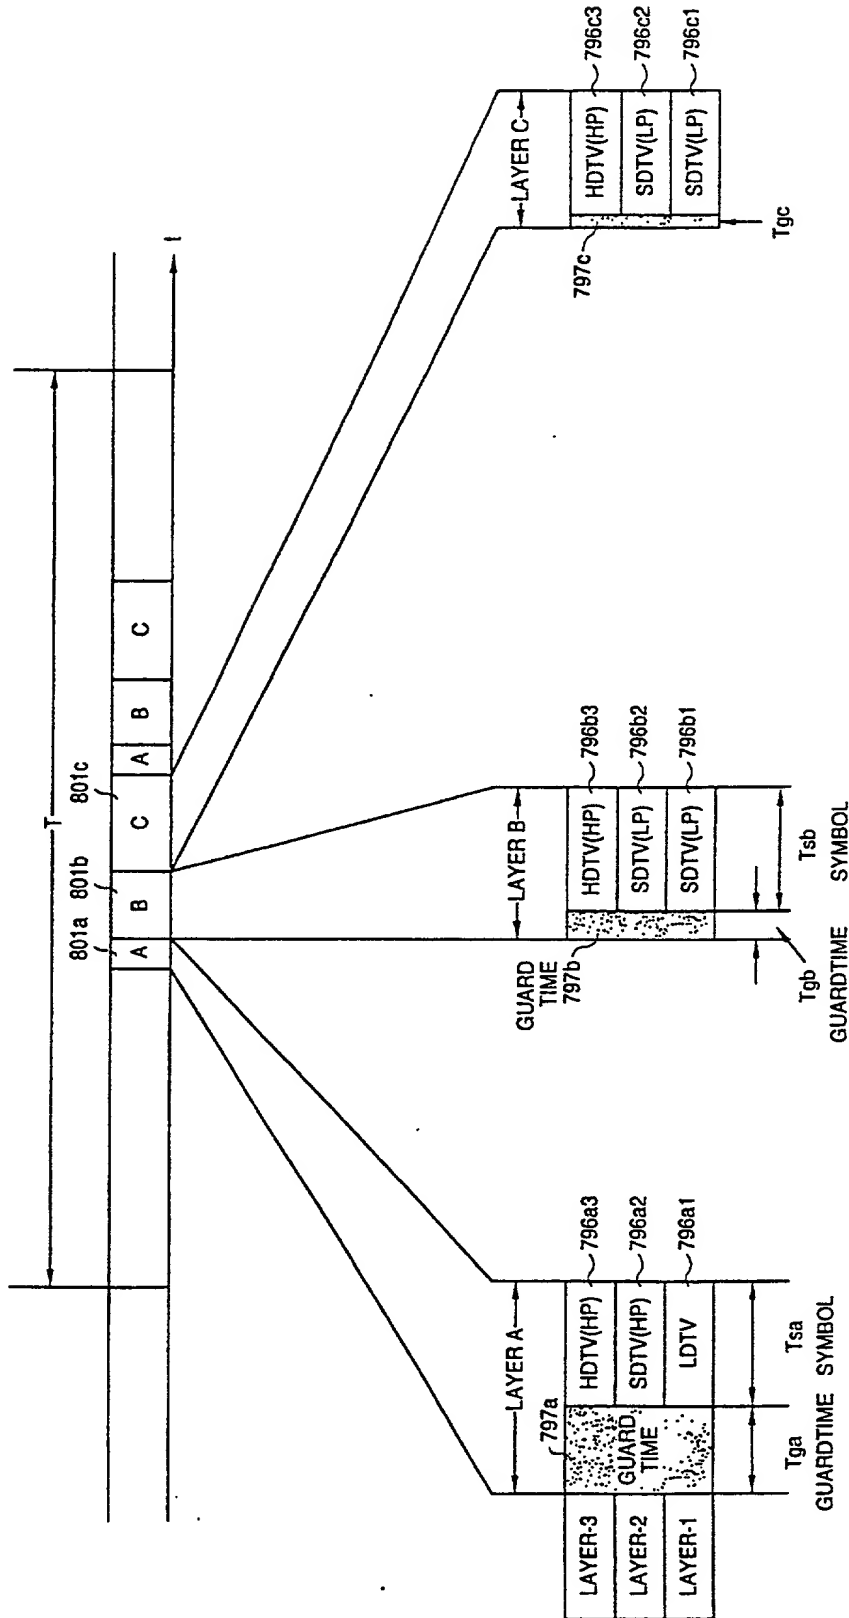 T
801a 801b 801c
A B C A B C
t
LAYER A
797a
HDTV(HP) 796a3
SDTV(HP) 796a2
LDTV 796a1
LAYER-3
LAYER-2
LAYER-1
GUARD
TIME
Tga Tsa
GUARDTIME SYMBOL
LAYER B
GUARD
TIME
797b
HDTV(HP) 796b3
SDTV(LP) 796b2
SDTV(LP) 796b1
Tgb Tsb
GUARDTIME SYMBOL
LAYER C
797c
HDTV(HP) 796c3
SDTV(LP) 796c2
SDTV(LP) 796c1
Tgc